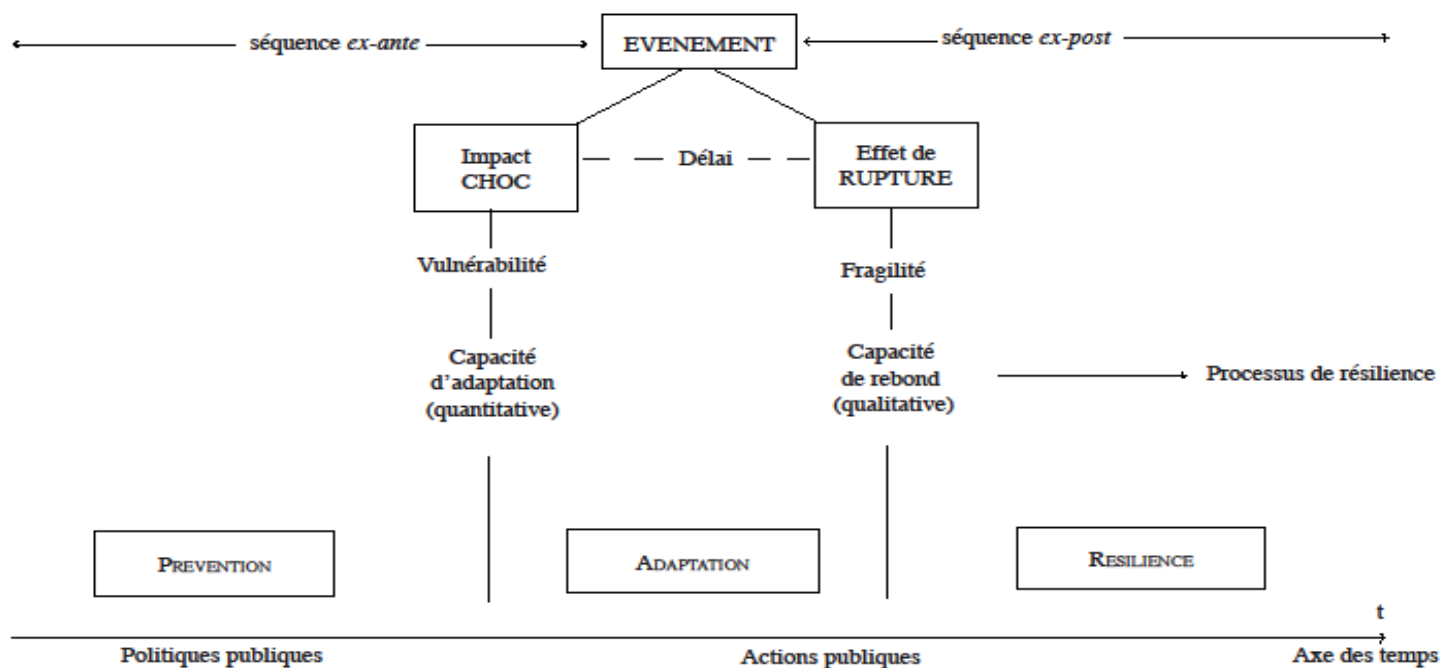 séquence ex-ante
EVENEMENT
séquence ex-post
Impact
CHOC
Délai
Effet de
RUPTURE
Vulnérabilité
Fragilité
Capacité
d'adaptation
(quantitative)
Capacité
de rebond
(qualitative)
Processus de résilience
PREVENTION
ADAPTATION
RESILIENCE
t
Politiques publiques
Actions publiques
Axe des temps